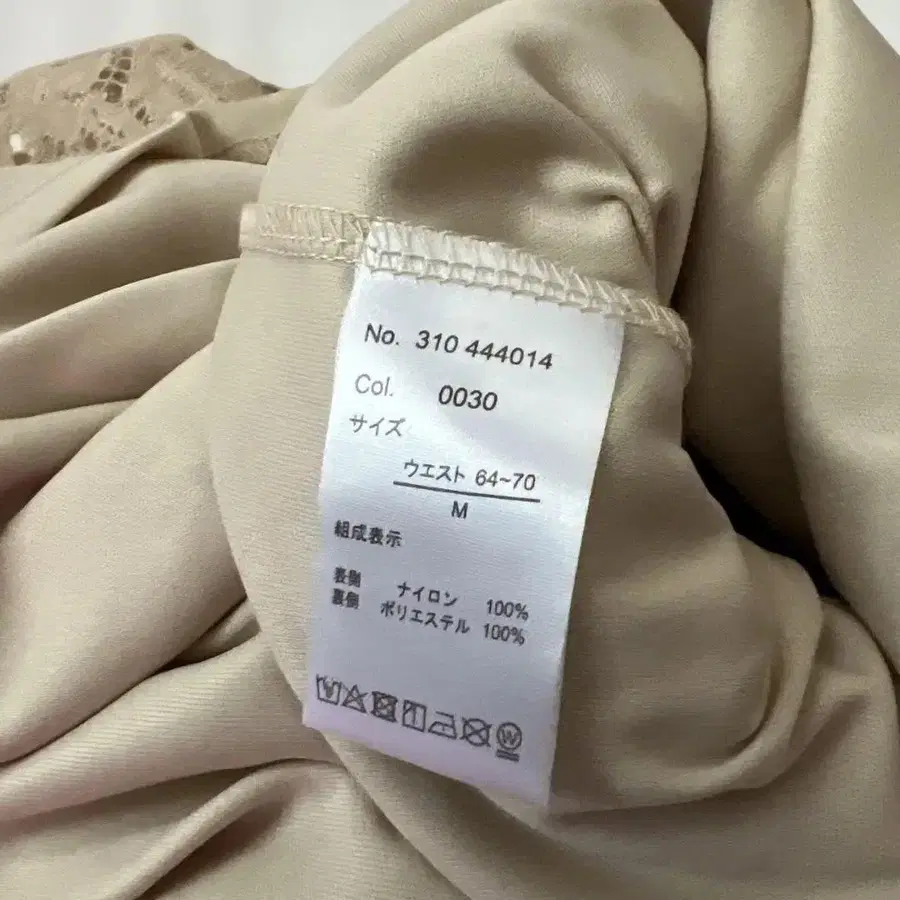 No. 310 444014
Col. 0030
サイズ
ウエスト 64~70
M
組成表示
表側 ナイロン 100%
裏側 ポリエステル 100%
W